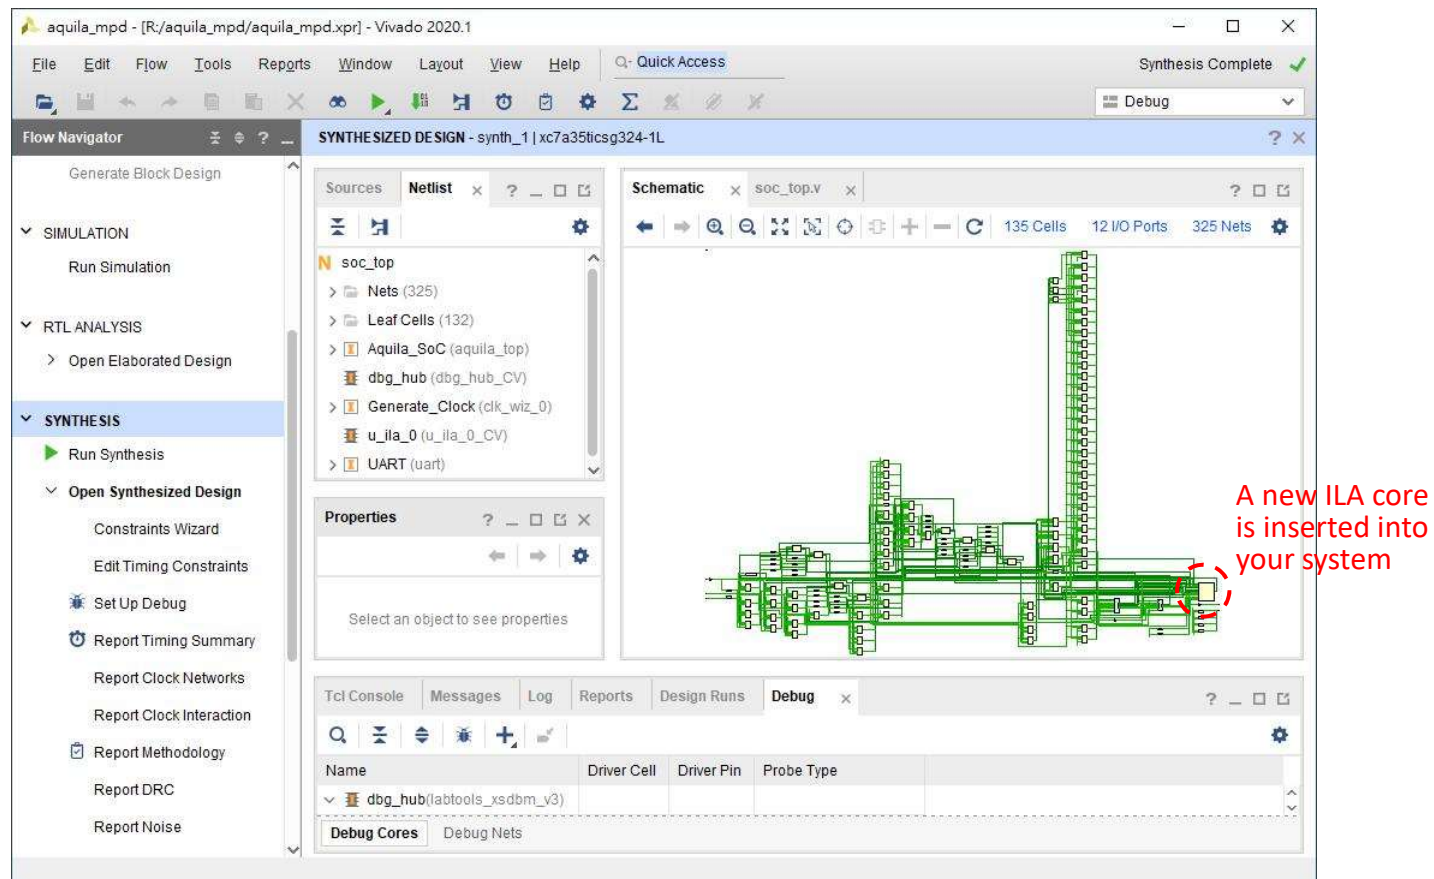 aquila_mpd - [R:/aquila_mpd/aquila_mpd.xpr] - Vivado 2020.1
File Edit Flow Tools Reports Window Layout View Help Quick Access Synthesis Complete
Debug
Flow Navigator ? SYNTHESIZED DESIGN - synth_1 | xc7a35ticsg324-1L ?
Generate Block Design
SIMULATION
Run Simulation
RTL ANALYSIS
Open Elaborated Design
SYNTHESIS
Run Synthesis
Open Synthesized Design
Constraints Wizard
Edit Timing Constraints
Set Up Debug
Report Timing Summary
Report Clock Networks
Report Clock Interaction
Report Methodology
Report DRC
Report Noise
Sources Netlist ?
N soc_top
Nets (325)
Leaf Cells (132)
Aquila_SoC (aquila_top)
dbg_hub (dbg_hub_CV)
Generate_Clock (clk_wiz_0)
u_ila_0 (u_ila_0_CV)
UART (uart)
Properties ?
Select an object to see properties
Schematic soc_top.v ?
135 Cells 12 I/O Ports 325 Nets
A new ILA core
is inserted into
your system
Tcl Console Messages Log Reports Design Runs Debug ?
Name Driver Cell Driver Pin Probe Type
dbg_hub(labtools_xsdbm_v3)
Debug Cores Debug Nets